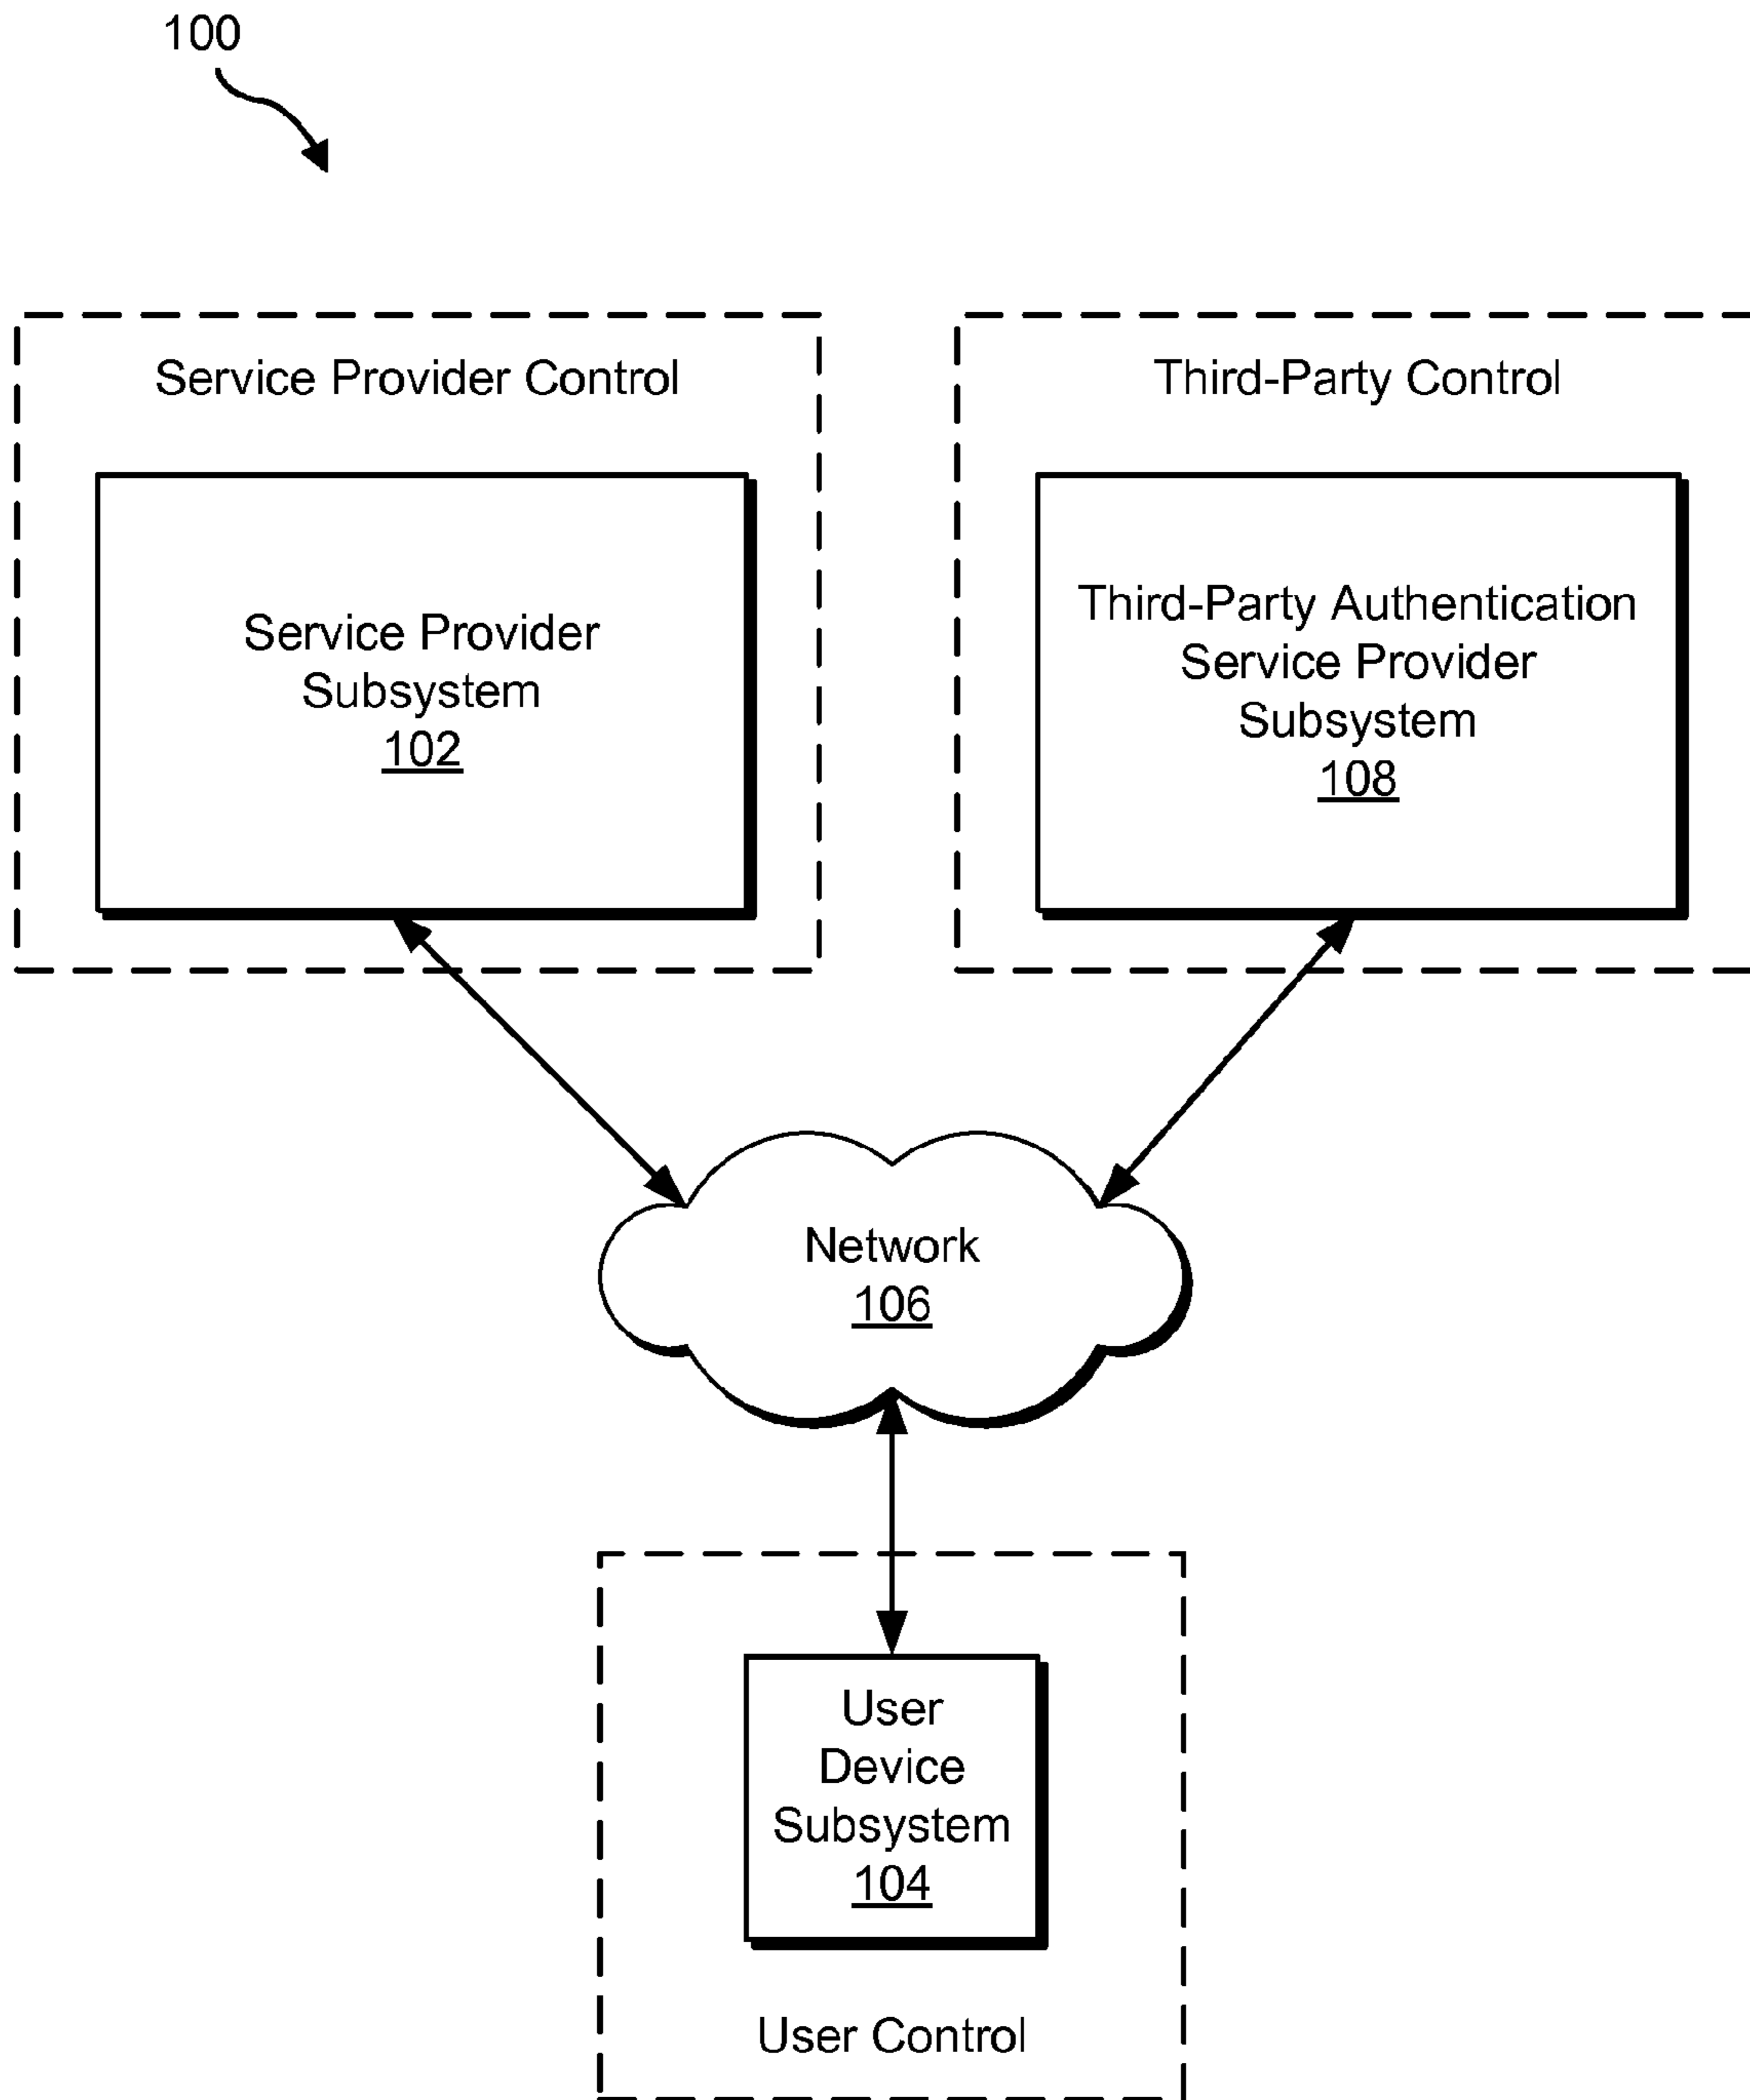 100
Service Provider Control
Service Provider
Subsystem
102
Third-Party Control
Third-Party Authentication
Service Provider
Subsystem
108
Network
106
User
Device
Subsystem
104
User Control